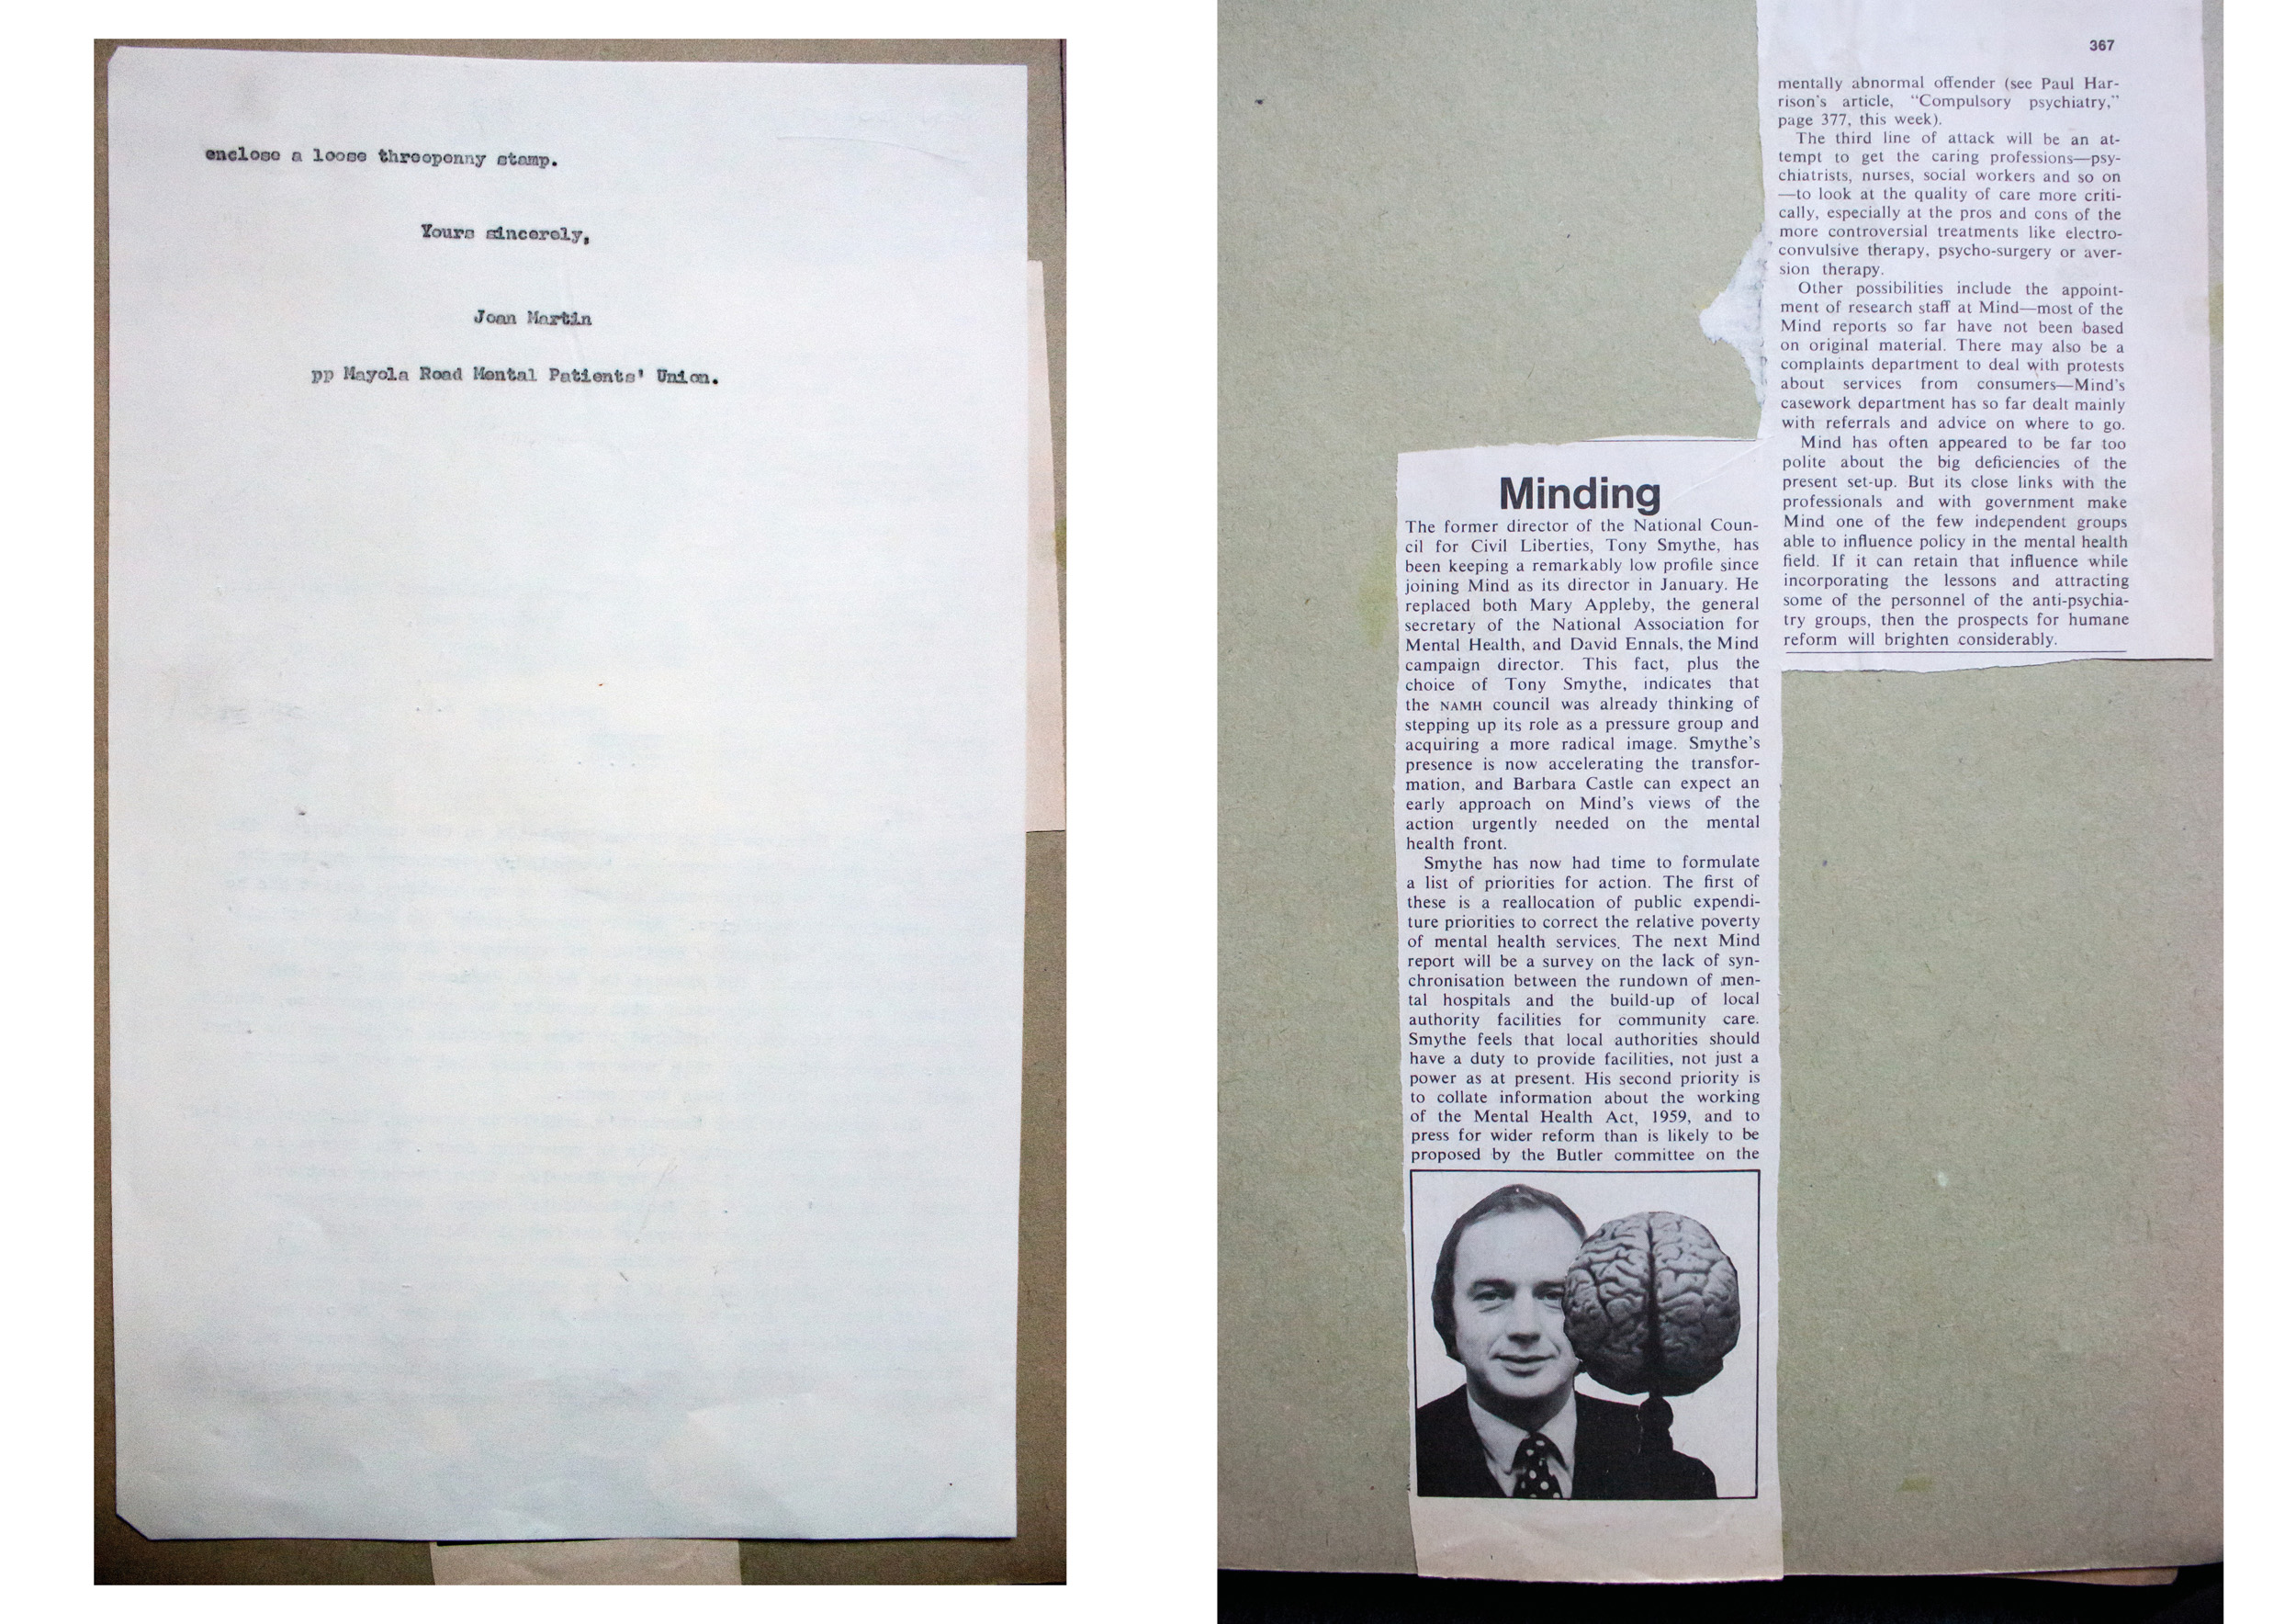 enclose a loose threepenny stamp.
Yours sincerely,
Joan Martin
pp Mayola Road Mental Patients' Union.
Minding
The former director of the National Coun-
cil for Civil Liberties, Tony Smythe, has
been keeping a remarkably low profile since
joining Mind as its director in January. He
replaced both Mary Appleby, the general
secretary of the National Association for
Mental Health, and David Ennals, the Mind
campaign director. This fact, plus the
choice of Tony Smythe, indicates that
the NAMH council was already thinking of
stepping up its role as a pressure group and
acquiring a more radical image. Smythe's
presence is now accelerating the transfor-
mation, and Barbara Castle can expect an
early approach on Mind's views of the
action urgently needed on the mental
health front.
Smythe has now had time to formulate
a list of priorities for action. The first of
these is a reallocation of public expendi-
ture priorities to correct the relative poverty
of mental health services. The next Mind
report will be a survey on the lack of syn-
chronisation between the rundown of men-
tal hospitals and the build-up of local
authority facilities for community care.
Smythe feels that local authorities should
have a duty to provide facilities, not just a
power as at present. His second priority is
to collate information about the working
of the Mental Health Act, 1959, and to
press for wider reform than is likely to be
proposed by the Butler committee on the
367
mentally abnormal offender (see Paul Har-
rison's article, "Compulsory psychiatry,"
page 377, this week).
The third line of attack will be an at-
tempt to get the caring professions—psy-
chiatrists, nurses, social workers and so on
—to look at the quality of care more criti-
cally, especially at the pros and cons of the
more controversial treatments like electro-
convulsive therapy, psycho-surgery or aver-
sion therapy.
Other possibilities include the appoint-
ment of research staff at Mind—most of the
Mind reports so far have not been based
on original material. There may also be a
complaints department to deal with protests
about services from consumers—Mind's
casework department has so far dealt mainly
with referrals and advice on where to go.
Mind has often appeared to be far too
polite about the big deficiencies of the
present set-up. But its close links with the
professionals and with government make
Mind one of the few independent groups
able to influence policy in the mental health
field. If it can retain that influence while
incorporating the lessons and attracting
some of the personnel of the anti-psychia-
try groups, then the prospects for humane
reform will brighten considerably.